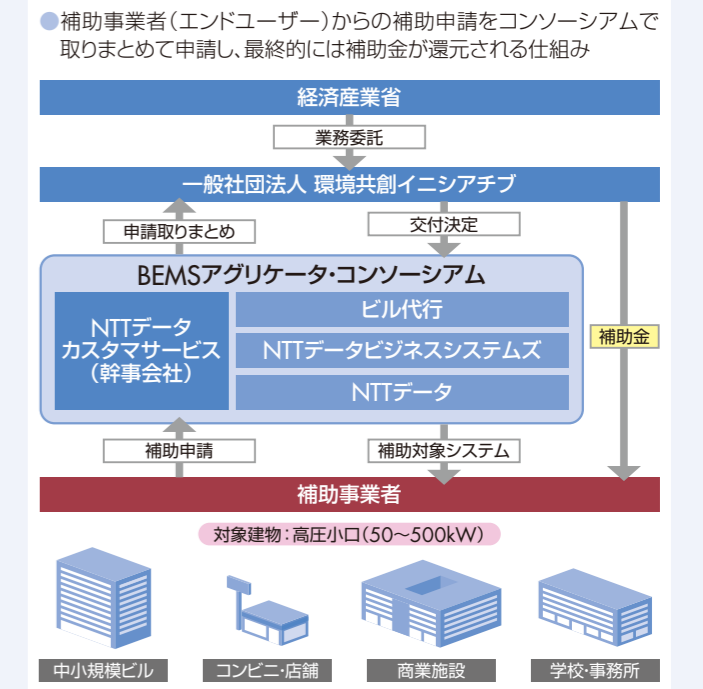 ●補助事業者（エンドユーザー）からの補助申請をコンソーシアムで
取りまとめて申請し、最終的には補助金が還元される仕組み
経済産業省
業務委託
一般社団法人 環境共創イニシアチブ
申請取りまとめ
交付決定
BEMSアグリケータ・コンソーシアム
NTTデータ
カスタマサービス
（幹事会社）
ビル代行
NTTデータビジネスシステムズ
NTTデータ
補助金
補助申請
補助対象システム
補助事業者
対象建物：高圧小口（50〜500kW）
中小規模ビル
コンビニ・店舗
商業施設
学校・事務所